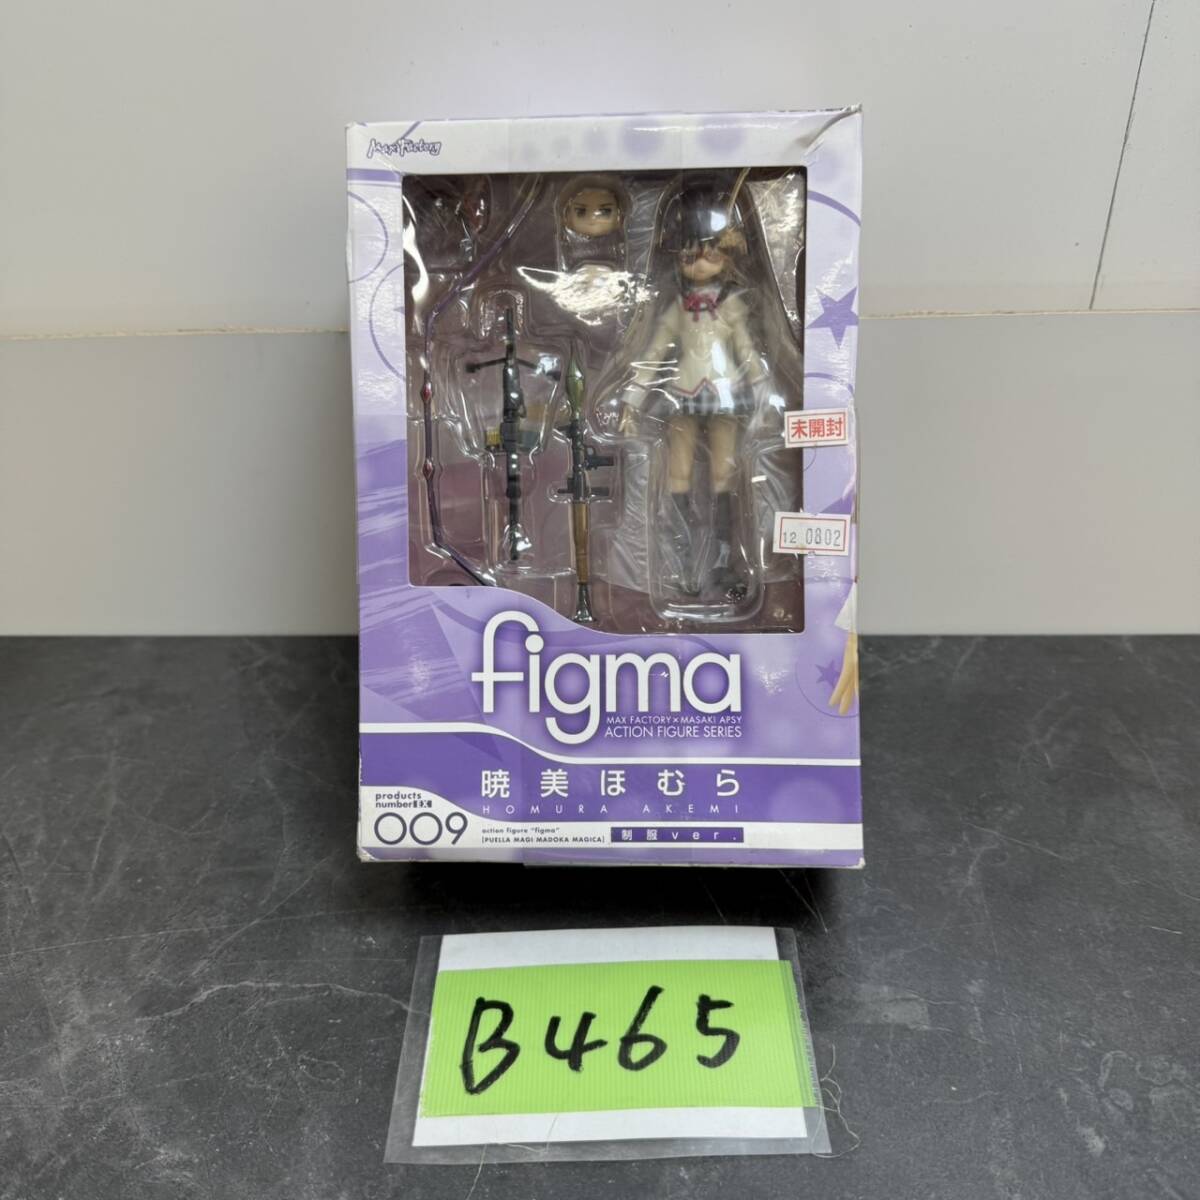 Max Factory
未開封
12 0802
figma
MAX FACTORY×MASAKI APSY
ACTION FIGURE SERIES
暁美ほむら
HOMURA AKEMI
products
number EX
009
action figure "figma"
[PUELLA MAGI MADOKA MAGICA]
制服ver.
B465